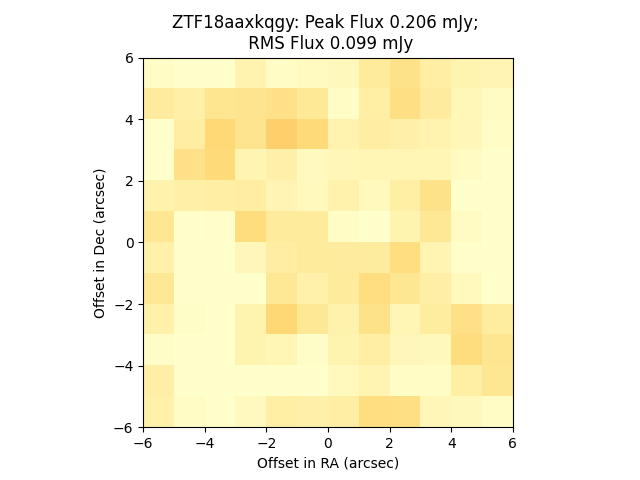 ZTF18aaxkqgy: Peak Flux 0.206 mJy;
RMS Flux 0.099 mJy
6
4
2
0
−2
−4
−6
Offset in Dec (arcsec)
−6 −4 −2 0 2 4 6
Offset in RA (arcsec)